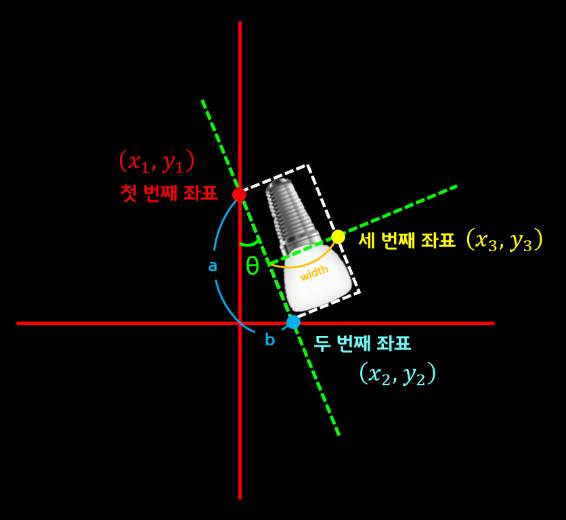 (x₁, y₁)
첫 번째 좌표
세 번째 좌표 (x₃, y₃)
a
θ
width
b
두 번째 좌표
(x₂, y₂)